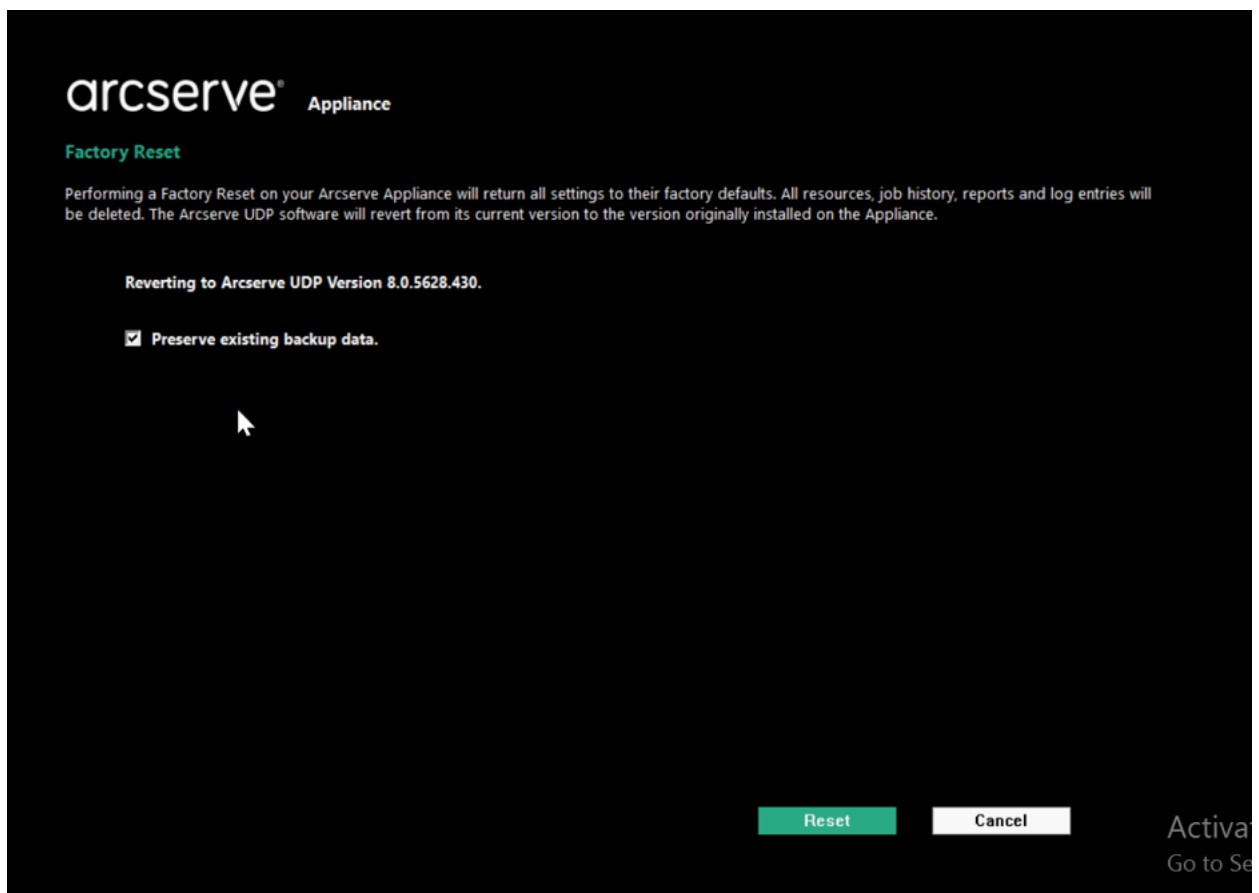 arcserve® Appliance
Factory Reset
Performing a Factory Reset on your Arcserve Appliance will return all settings to their factory defaults. All resources, job history, reports and log entries will
be deleted. The Arcserve UDP software will revert from its current version to the version originally installed on the Appliance.
Reverting to Arcserve UDP Version 8.0.5628.430.
Preserve existing backup data.
Reset Cancel
Go to